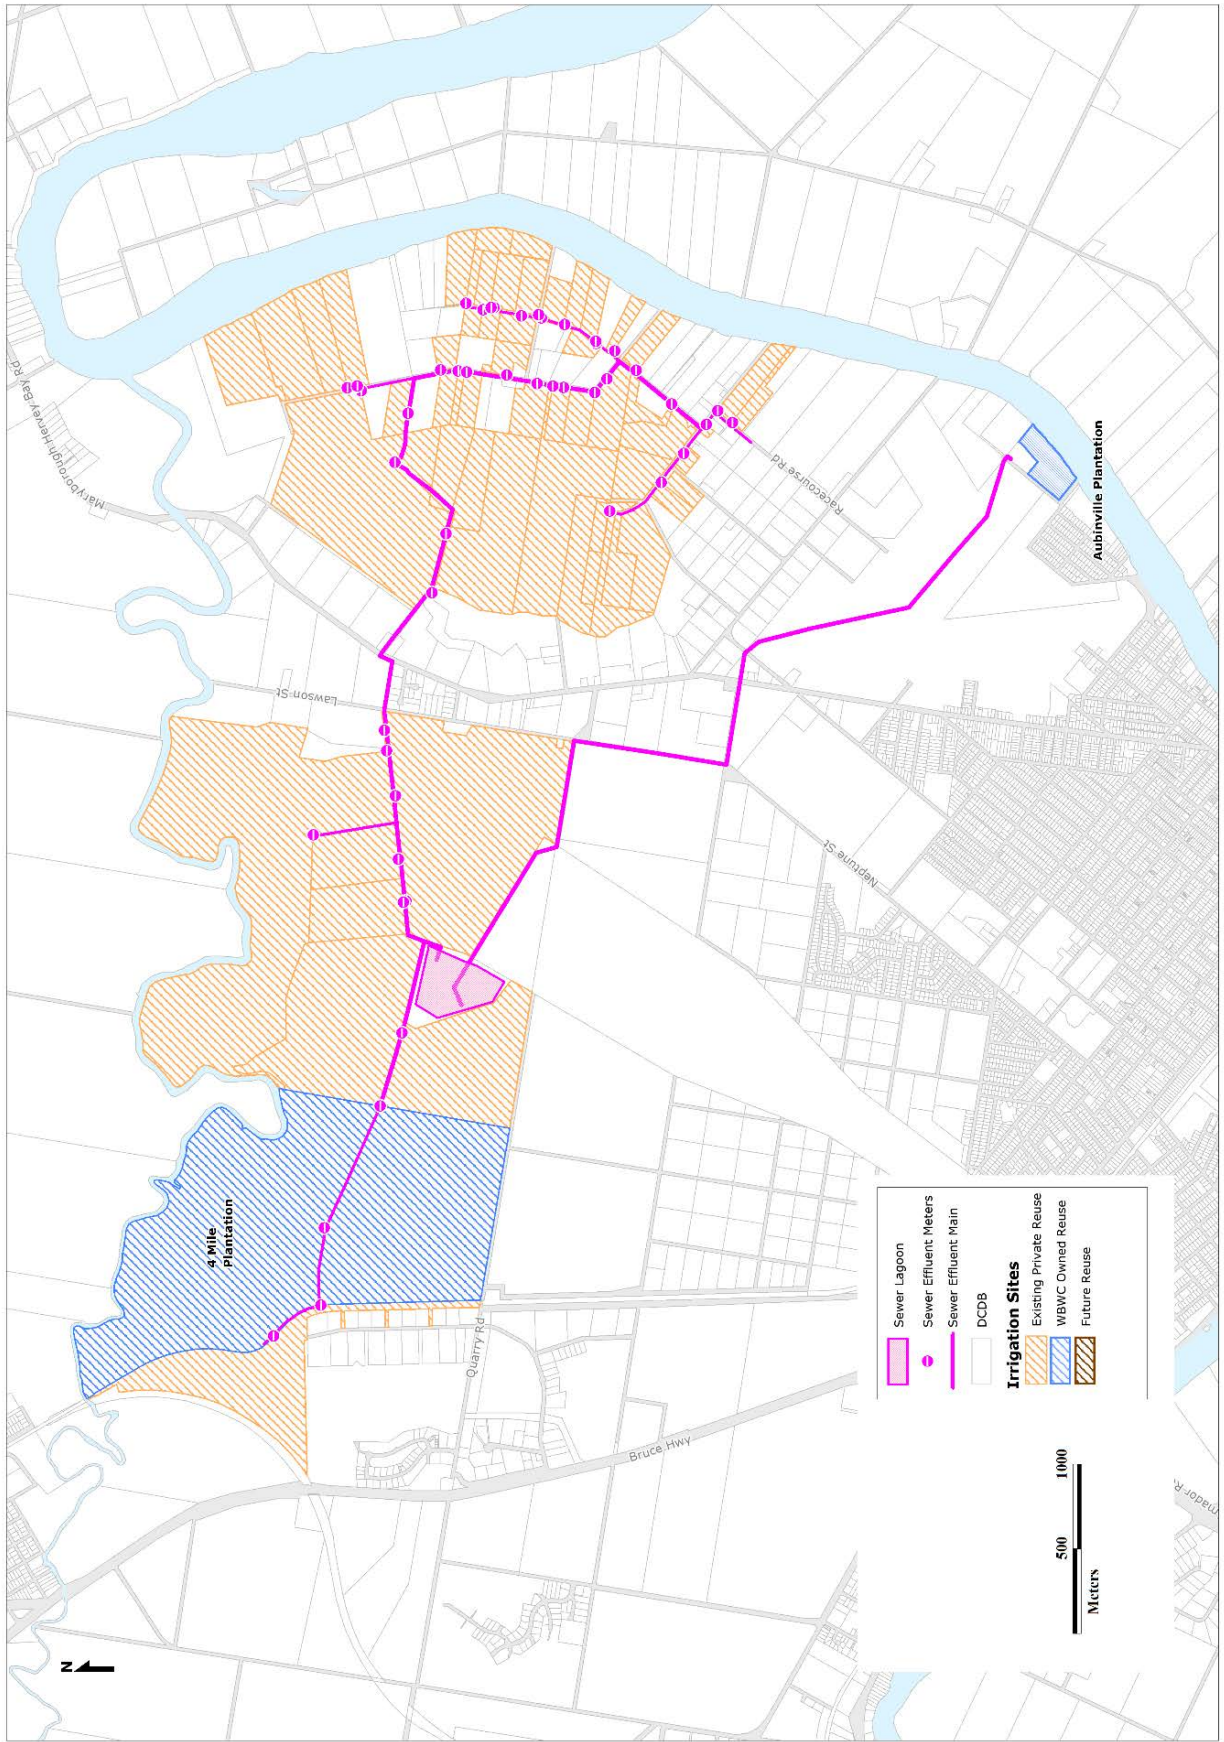 Maryborough-Hervey-Bay Rd
Lawson St
Racecourse Rd
Aubinville Plantation
Neptune St
4 Mile
Plantation
Quarry Rd
Bruce Hwy
Sewer Lagoon
Sewer Effluent Meters
Sewer Effluent Main
DCDB
Irrigation Sites
Existing Private Reuse
WBWC Owned Reuse
Future Reuse
500
1000
Meters
N